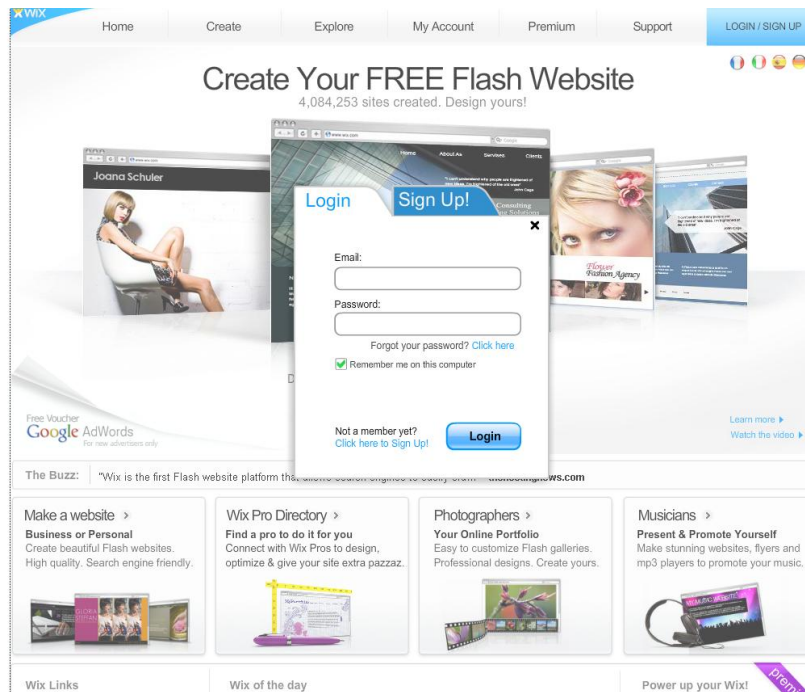 WiX
Home Create Explore My Account Premium Support LOGIN / SIGN UP
Create Your FREE Flash Website
4,084,253 sites created. Design yours!
www.wix.com
Google
Home About Us Services Clients
Joana Schuler
John Cage
Consulting
Solutions
Flower
Fashion Agency
Login Sign Up!
Email:
Password:
Forgot your password? Click here
Remember me on this computer
Not a member yet?
Click here to Sign Up!
Login
D
Free Voucher
Google AdWords
For new advertisers only
Learn more
Watch the video
The Buzz: "Wix is the first Flash website platform that
Make a website >
Business or Personal
Create beautiful Flash websites.
High quality. Search engine friendly.
Wix Pro Directory >
Find a pro to do it for you
Connect with Wix Pros to design,
optimize & give your site extra pazzaz.
Photographers >
Your Online Portfolio
Easy to customize Flash galleries.
Professional designs. Create yours.
Musicians >
Present & Promote Yourself
Make stunning websites, flyers and
mp3 players to promote your music.
Wix Links
Wix of the day
Power up your Wix!